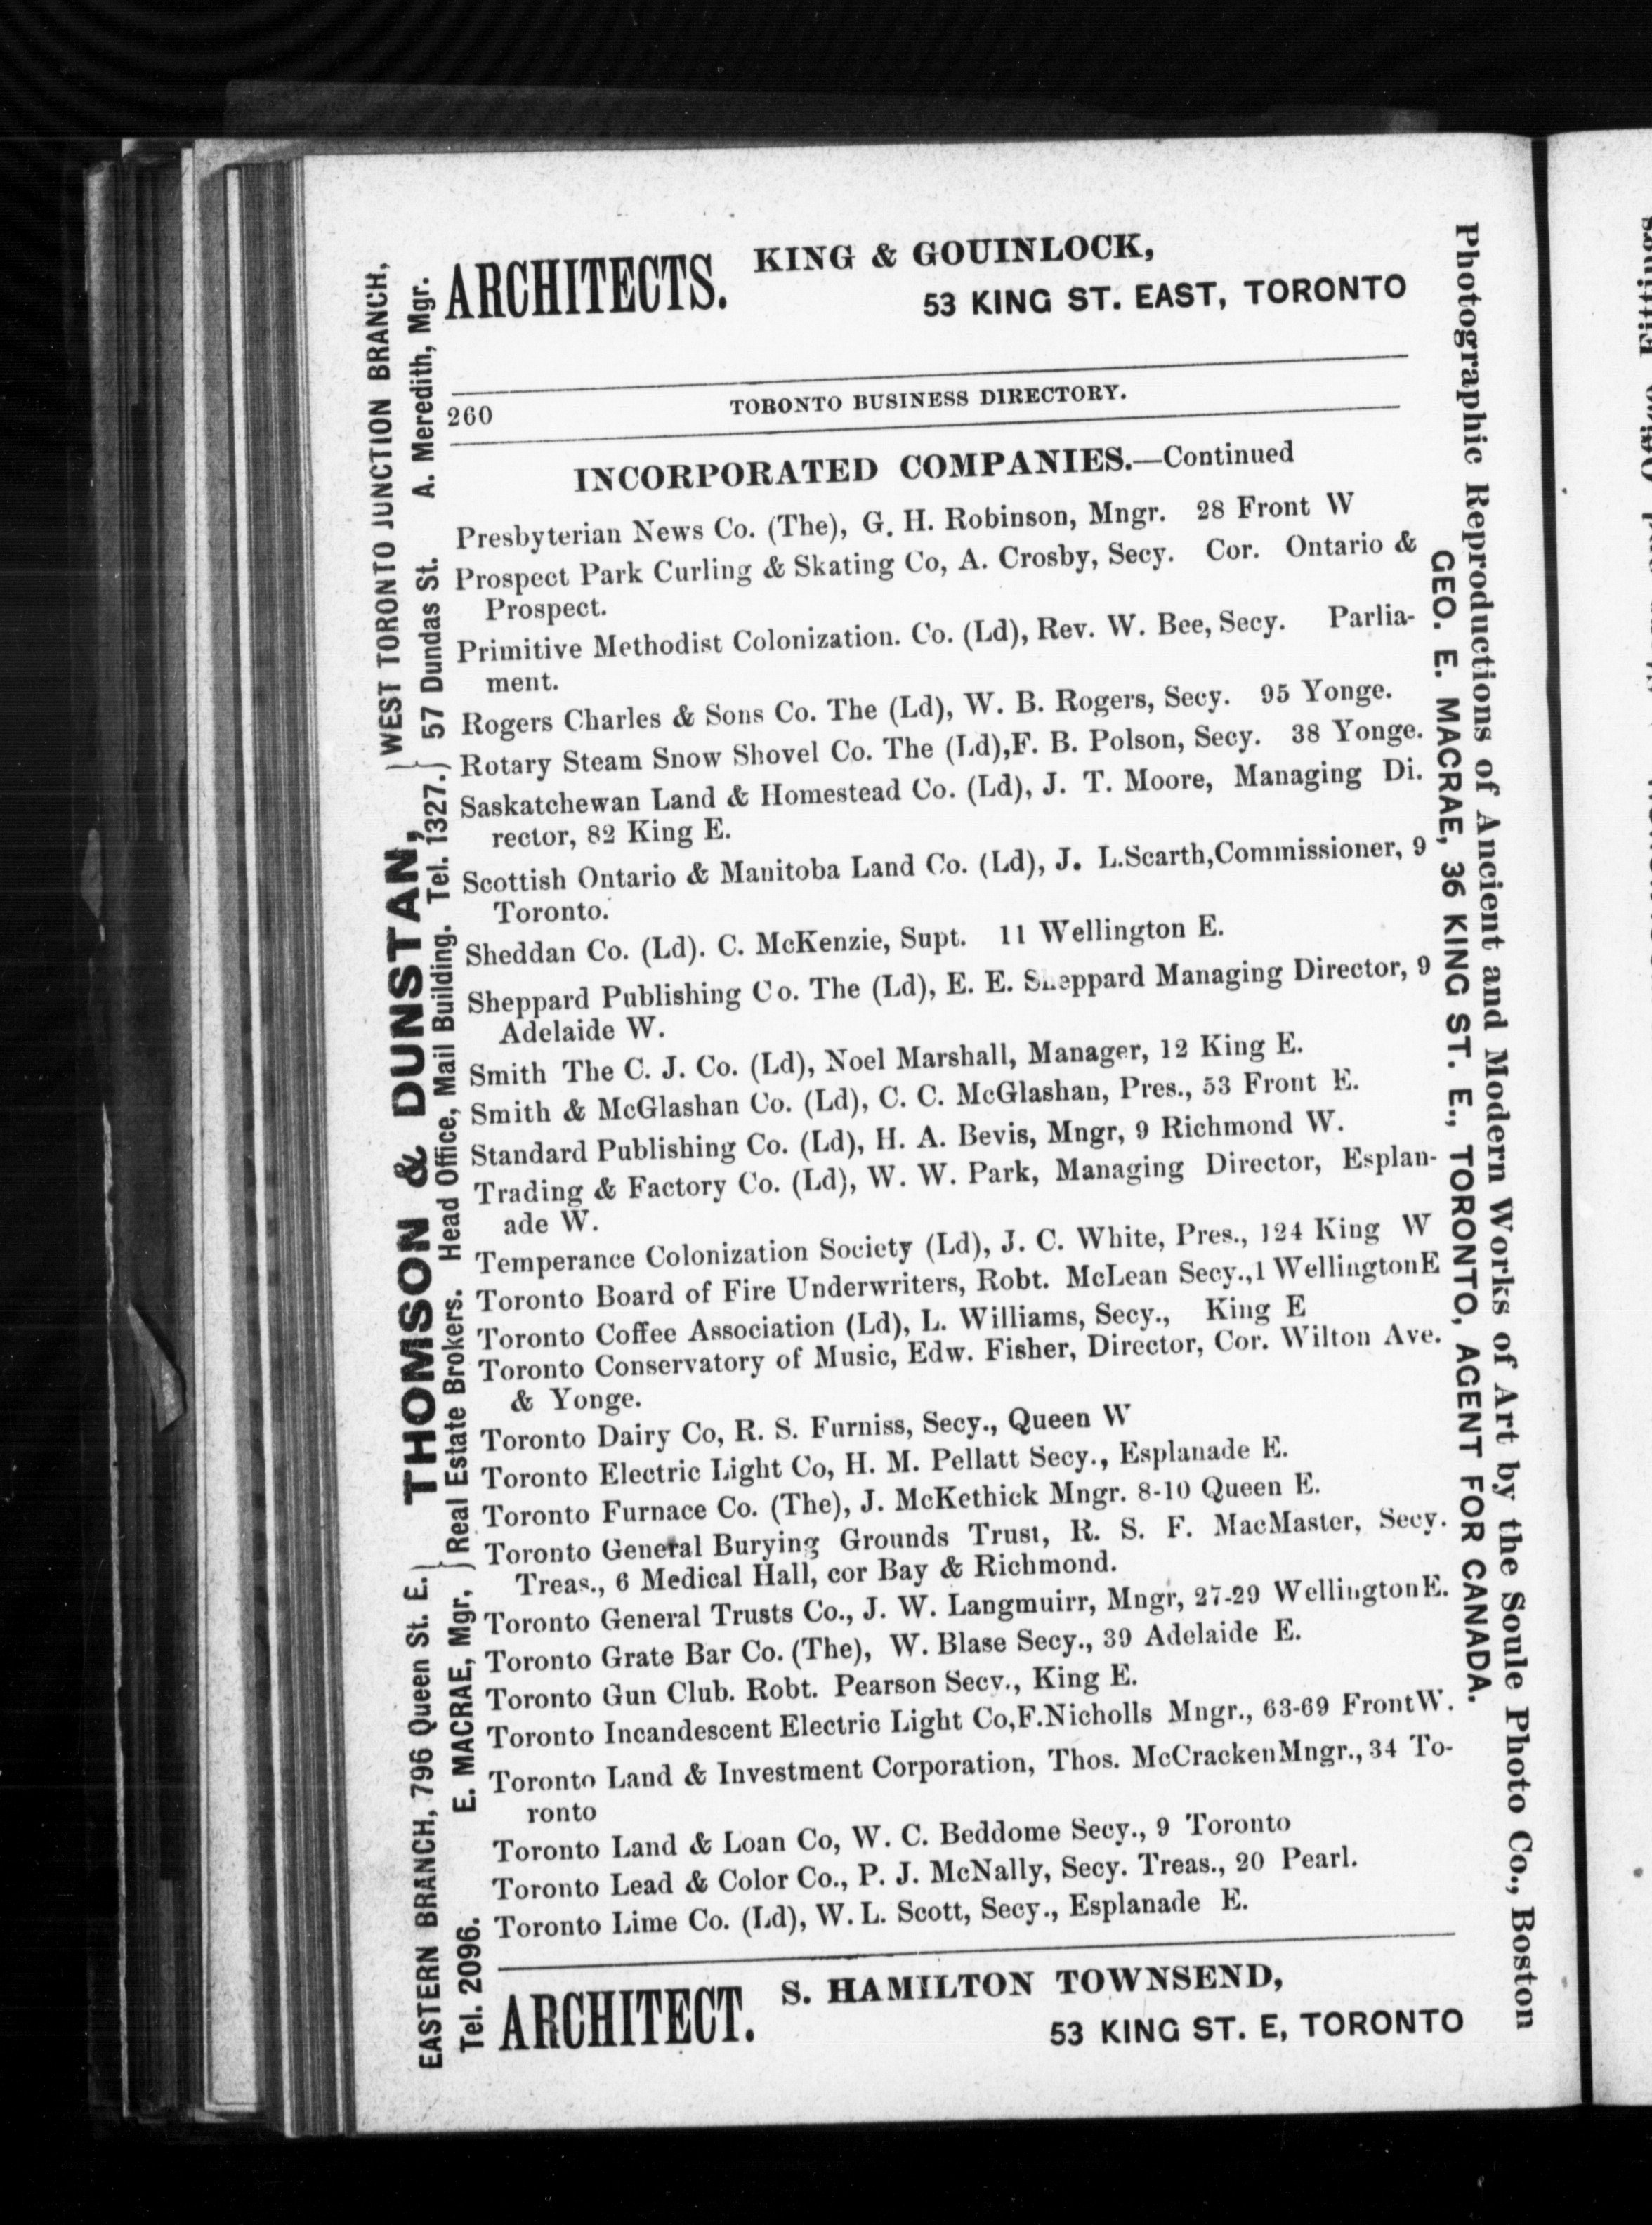 ARCHITECTS. KING & GOUINLOCK,
53 KING ST. EAST, TORONTO
260
TORONTO BUSINESS DIRECTORY.
INCORPORATED COMPANIES.—Continued
Presbyterian News Co. (The), G. H. Robinson, Mngr. 28 Front W
Prospect Park Curling & Skating Co, A. Crosby, Secy. Cor. Ontario &
Prospect.
Primitive Methodist Colonization. Co. (Ld), Rev. W. Bee, Secy. Parlia-
ment.
Rogers Charles & Sons Co. The (Ld), W. B. Rogers, Secy. 95 Yonge.
Rotary Steam Snow Shovel Co. The (Ld),F. B. Polson, Secy. 38 Yonge.
Saskatchewan Land & Homestead Co. (Ld), J. T. Moore, Managing Di.
rector, 82 King E.
Scottish Ontario & Manitoba Land Co. (Ld), J. L.Scarth,Commissioner, 9
Toronto.
Sheddan Co. (Ld). C. McKenzie, Supt. 11 Wellington E.
Sheppard Publishing Co. The (Ld), E. E. Sheppard Managing Director, 9
Adelaide W.
Smith The C. J. Co. (Ld), Noel Marshall, Manager, 12 King E.
Smith & McGlashan Co. (Ld), C. C. McGlashan, Pres., 53 Front E.
Standard Publishing Co. (Ld), H. A. Bevis, Mngr, 9 Richmond W.
Trading & Factory Co. (Ld), W. W. Park, Managing Director, Esplan-
ade W.
Temperance Colonization Society (Ld), J. C. White, Pres., 124 King W
Toronto Board of Fire Underwriters, Robt. McLean Secy.,1 WellingtonE
Toronto Coffee Association (Ld), L. Williams, Secy., King E
Toronto Conservatory of Music, Edw. Fisher, Director, Cor. Wilton Ave.
& Yonge.
Toronto Dairy Co, R. S. Furniss, Secy., Queen W
Toronto Electric Light Co, H. M. Pellatt Secy., Esplanade E.
Toronto Furnace Co. (The), J. McKethick Mngr. 8-10 Queen E.
Toronto General Burying Grounds Trust, R. S. F. MacMaster, Secy.
Treas., 6 Medical Hall, cor Bay & Richmond.
Toronto General Trusts Co., J. W. Langmuirr, Mngr, 27-29 WellingtonE.
Toronto Grate Bar Co. (The), W. Blase Secy., 39 Adelaide E.
Toronto Gun Club. Robt. Pearson Secy., King E.
Toronto Incandescent Electric Light Co,F.Nicholls Mngr., 63-69 FrontW.
Toronto Land & Investment Corporation, Thos. McCrackenMngr., 34 To-
ronto
Toronto Land & Loan Co, W. C. Beddome Secy., 9 Toronto
Toronto Lead & Color Co., P. J. McNally, Secy. Treas., 20 Pearl.
Toronto Lime Co. (Ld), W. L. Scott, Secy., Esplanade E.
ARCHITECT. S. HAMILTON TOWNSEND,
53 KING ST. E, TORONTO
EASTERN BRANCH, 796 Queen St. E.
Tel. 2096. E. MACRAE, Mgr,
THOMSON & DUNSTAN,
Real Estate Brokers. Head Office, Mail Building. Tel. 1327.
WEST TORONTO JUNCTION BRANCH,
57 Dundas St. A. Meredith, Mgr.
Photographic Reproductions of Ancient and Modern Works of Art by the Soule Photo Co., Boston
GEO. E. MACRAE, 36 KING ST. E., TORONTO, AGENT FOR CANADA.